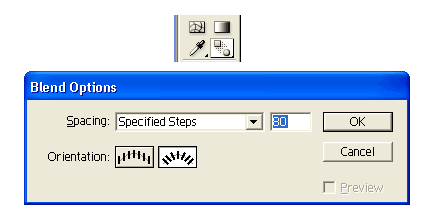 Blend Options
Spacing: Specified Steps 80 OK
Orientation: Cancel
Preview